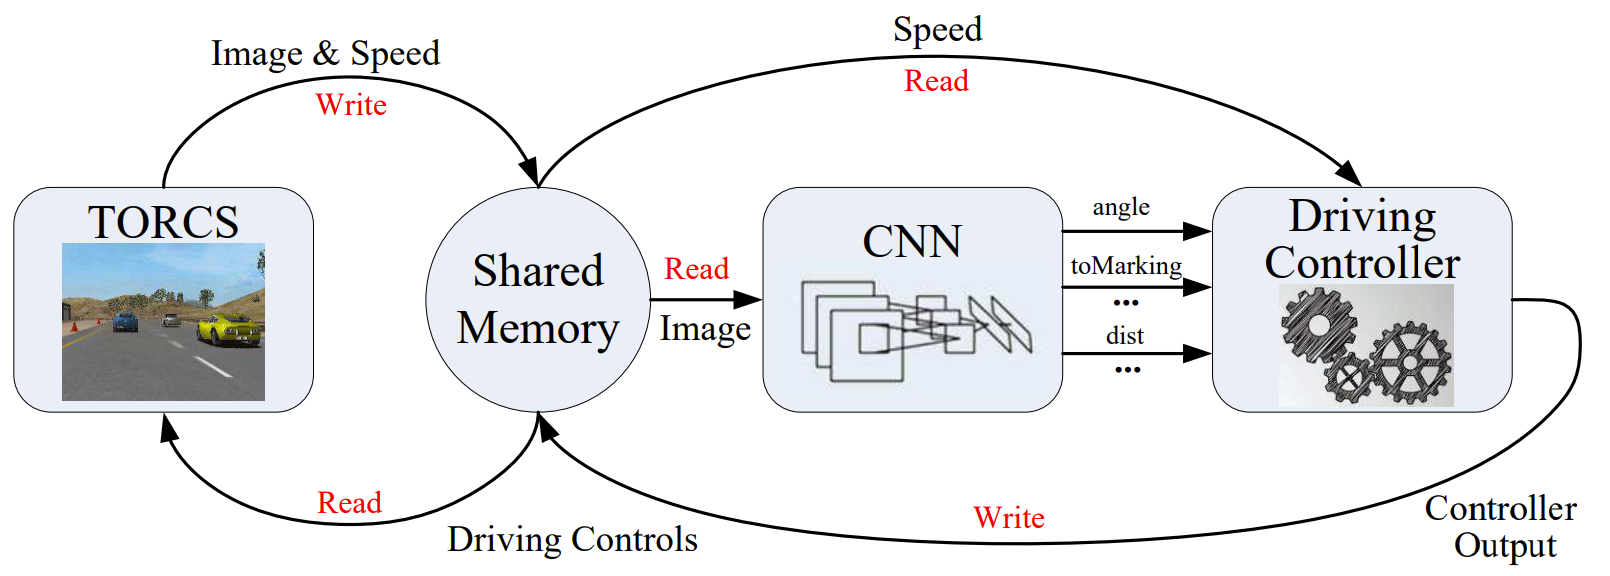 Image & Speed
Write
Speed
Read
TORCS
Shared
Memory
Read
Image
CNN
angle
toMarking
...
dist
...
Driving
Controller
Read
Driving Controls
Write
Controller
Output